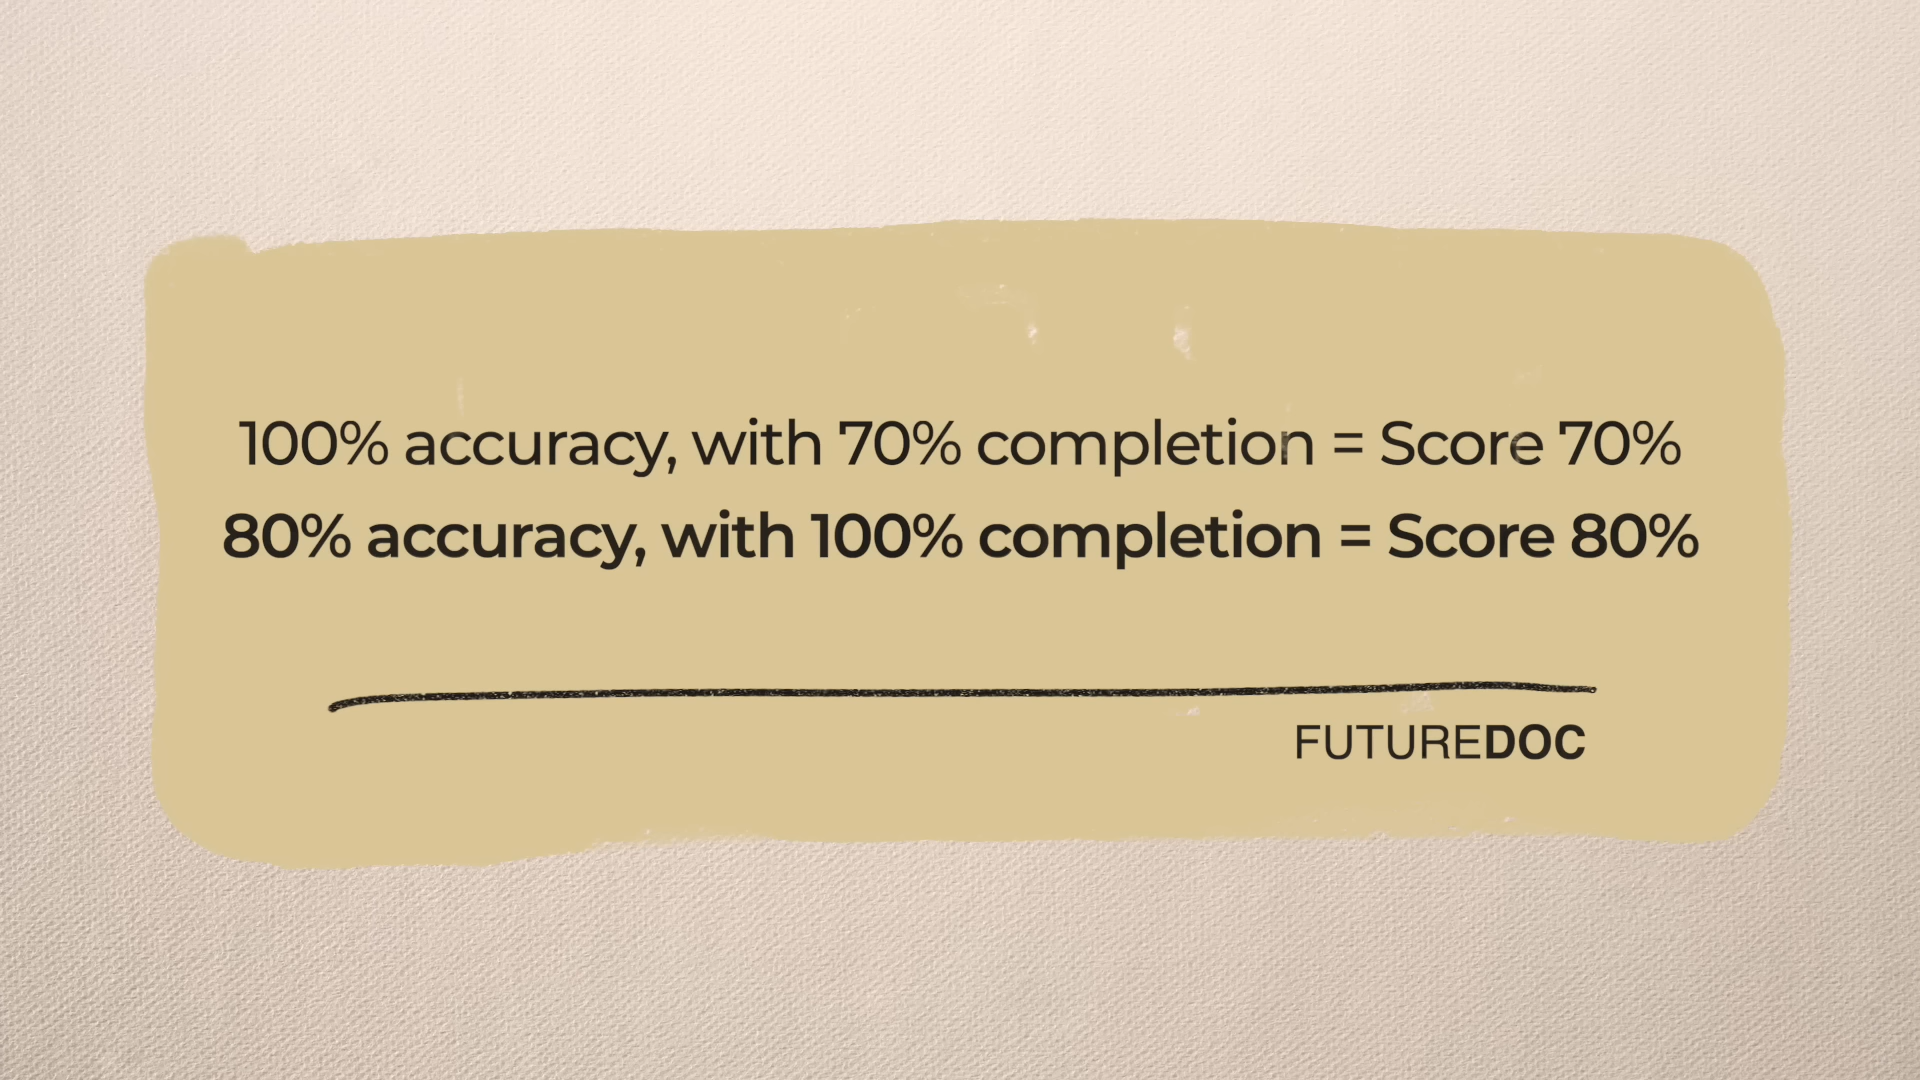 100% accuracy, with 70% completion = Score 70%
80% accuracy, with 100% completion = Score 80%
FUTUREDOC